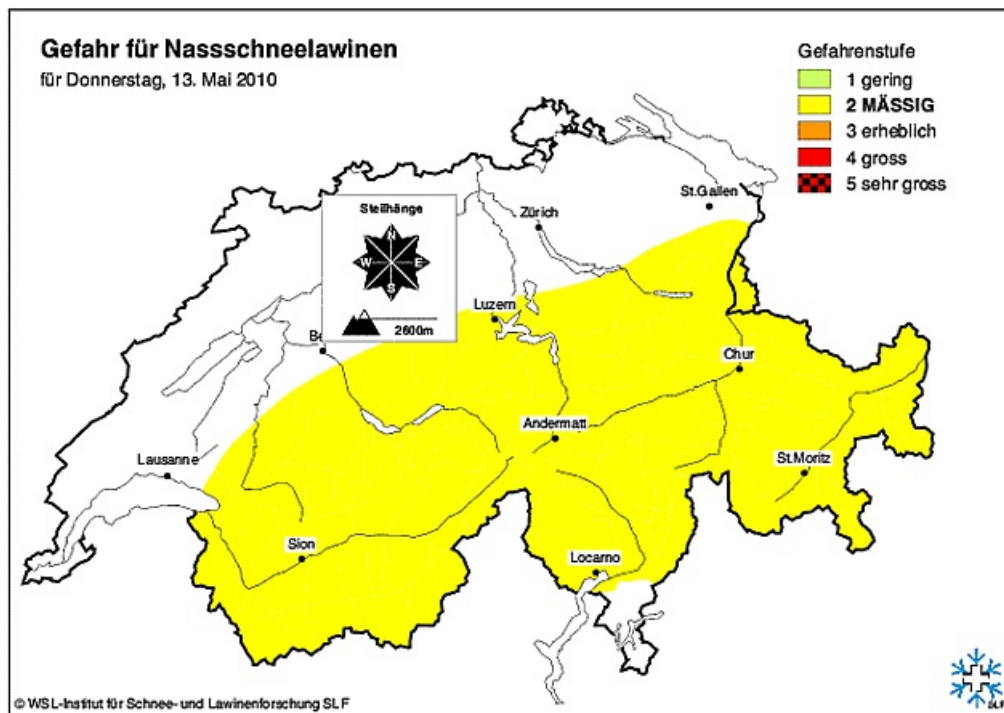 Gefahr für Nassschneelawinen
für Donnerstag, 13. Mai 2010
Gefahrenstufe
1 gering
2 MÄSSIG
3 erheblich
4 gross
5 sehr gross
St.Gallen
Steilhänge
Zürich
N
W E
S
Luzern
2600m
Be
Chur
Andermatt
Lausanne
St.Moritz
Sion
Locarno
© WSL-Institut für Schnee- und Lawinenforschung SLF
SLF